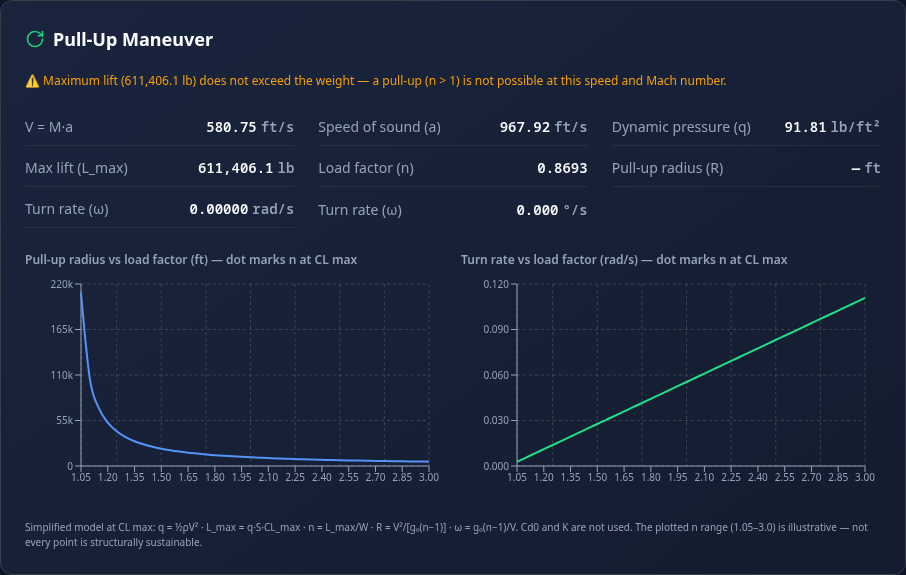 Pull-Up Maneuver
⚠️ Maximum lift (611,406.1 lb) does not exceed the weight — a pull-up (n > 1) is not possible at this speed and Mach number.
V = M·a 580.75 ft/s Speed of sound (a) 967.92 ft/s Dynamic pressure (q) 91.81 lb/ft²
Max lift (L_max) 611,406.1 lb Load factor (n) 0.8693 Pull-up radius (R) — ft
Turn rate (ω) 0.00000 rad/s Turn rate (ω) 0.000 °/s
Pull-up radius vs load factor (ft) — dot marks n at CL max
220k
165k
110k
55k
0
1.05 1.20 1.35 1.50 1.65 1.80 1.95 2.10 2.25 2.40 2.55 2.70 2.85 3.00
Turn rate vs load factor (rad/s) — dot marks n at CL max
0.120
0.090
0.060
0.030
0.000
1.05 1.20 1.35 1.50 1.65 1.80 1.95 2.10 2.25 2.40 2.55 2.70 2.85 3.00
Simplified model at CL max: q = ½ρV² · L_max = q·S·CL_max · n = L_max/W · R = V²/[g₀(n−1)] · ω = g₀(n−1)/V. Cd0 and K are not used. The plotted n range (1.05–3.0) is illustrative — not
every point is structurally sustainable.